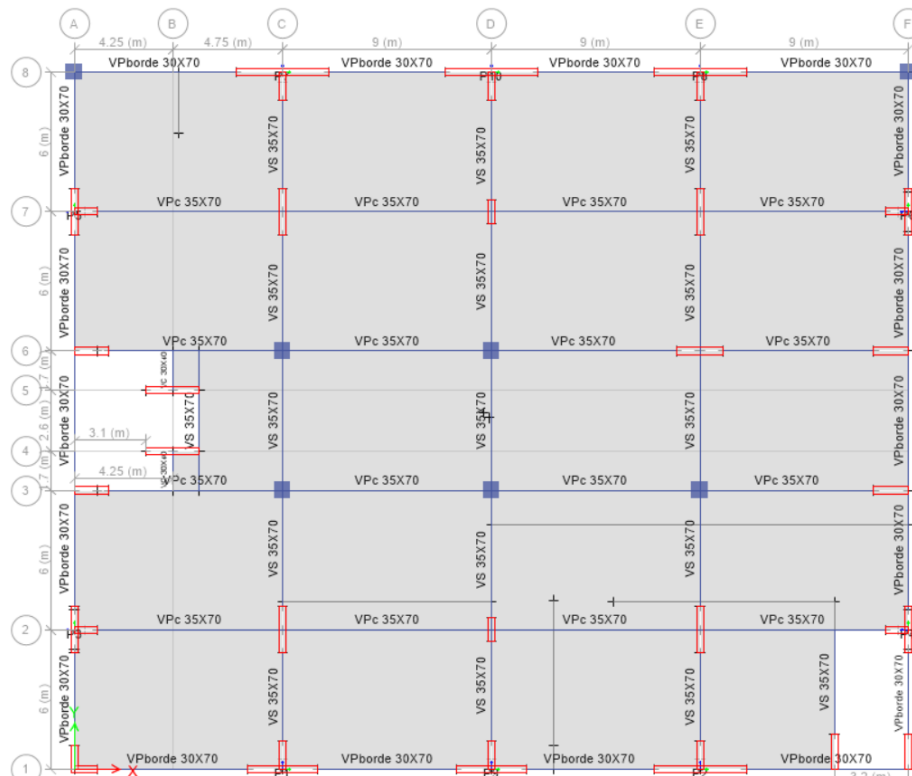 A B C D E F
4.25 (m) 4.75 (m) 9 (m) 9 (m) 9 (m)
8 VPborde 30X70 VPborde 30X70 VPborde 30X70 VPborde 30X70
P10
6 (m) VPborde 30X70 VS 35X70 VS 35X70 VS 35X70 VPborde 30X70
7 VPc 35X70 VPc 35X70 VPc 35X70 VPc 35X70
6 (m) VPborde 30X70 VS 35X70 VS 35X70 VS 35X70 VPborde 30X70
6 VPc 35X70 VPc 35X70 VPc 35X70 VPc 35X70
5
2.6 (m) VPborde 30X70 VS 35X70 VS 35X70 VS 35X70 VS 35X70 VPborde 30X70
3.1 (m)
4
4.25 (m)
3 VPc 35X70 VPc 35X70 VPc 35X70 VPc 35X70
6 (m) VPborde 30X70 VS 35X70 VS 35X70 VS 35X70 VPborde 30X70
2 VPc 35X70 VPc 35X70 VPc 35X70 VPc 35X70
6 (m) VPborde 30X70 VS 35X70 VS 35X70 VS 35X70 VS 35X70 VPborde 30X70
Y
1 X VPborde 30X70 VPborde 30X70 VPborde 30X70 VPborde 30X70